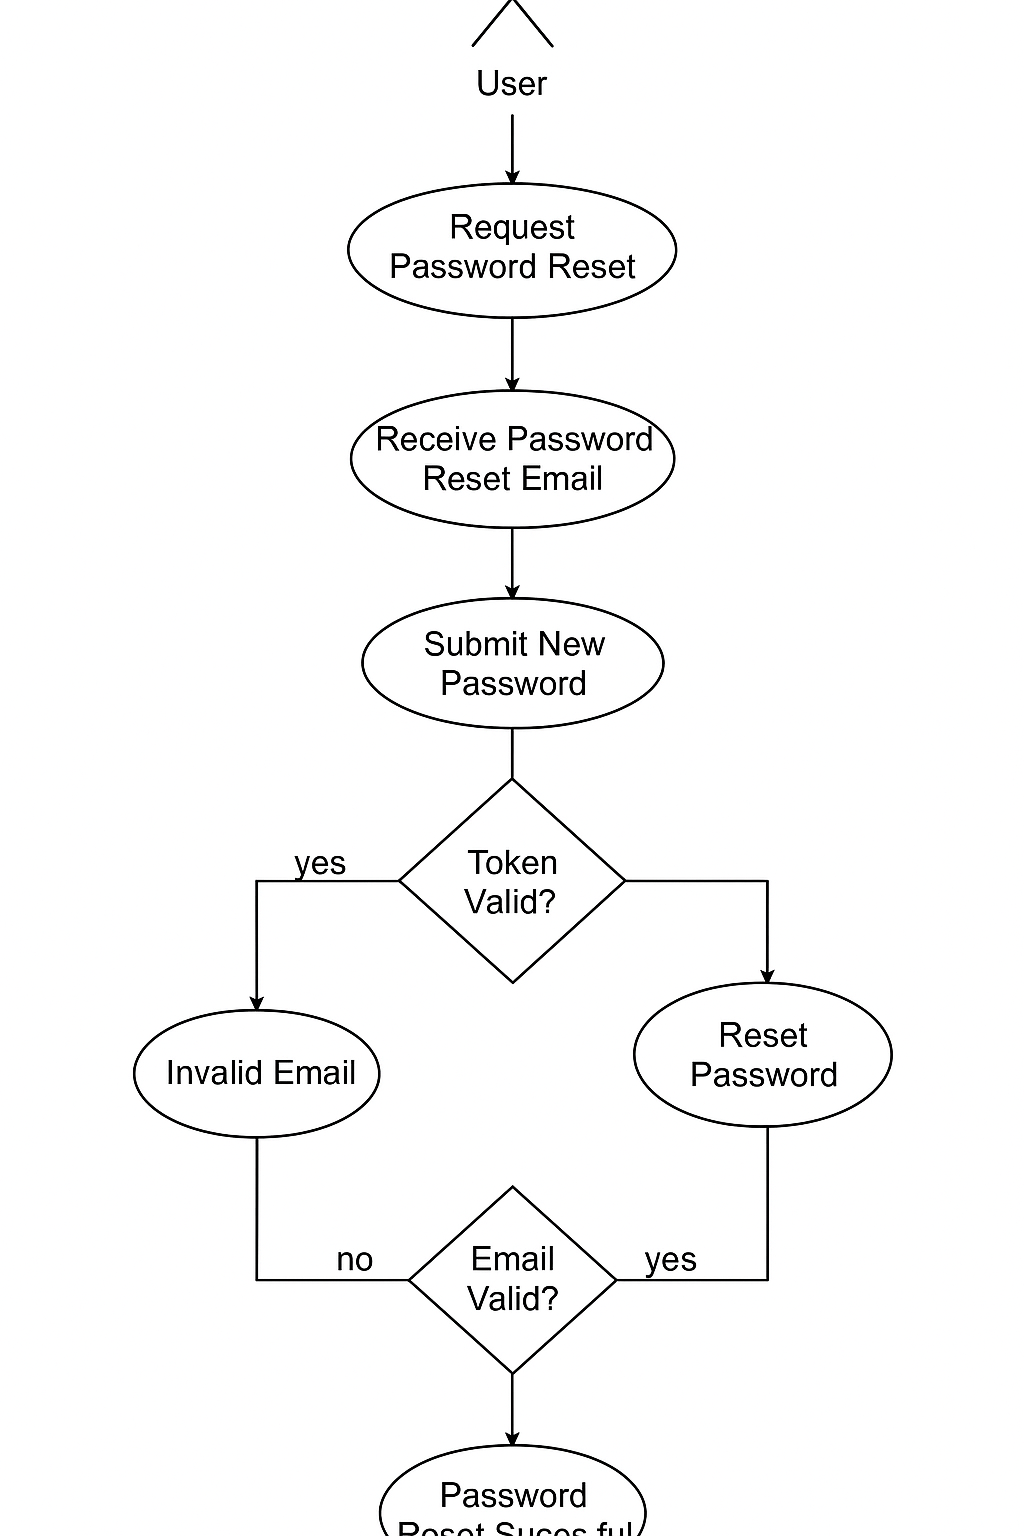 User
Request
Password Reset
Receive Password
Reset Email
Submit New
Password
yes
Token
Valid?
Invalid Email
Reset
Password
no
Email
Valid?
yes
Password
Reset